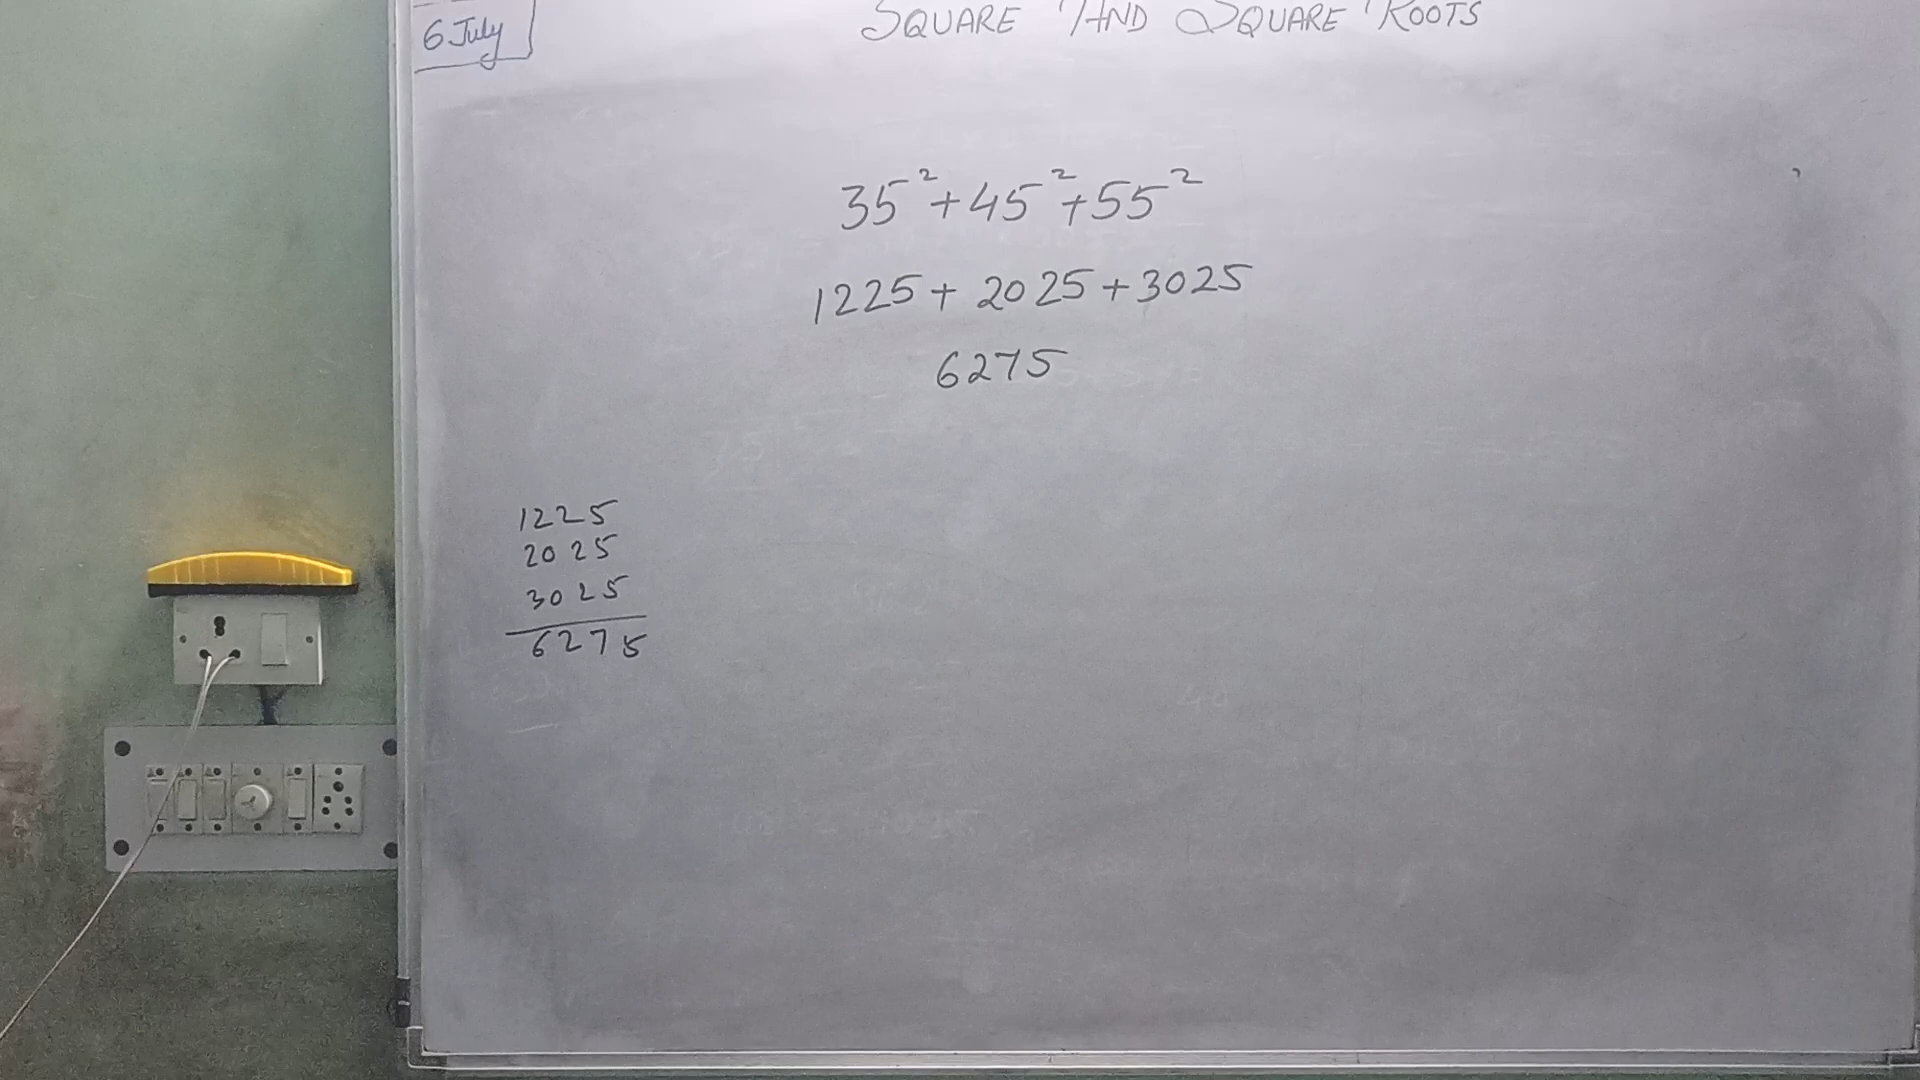 6 July
SQUARE AND SQUARE ROOTS
35² + 45² + 55²
1225 + 2025 + 3025
6275
1225
2025
3025
6275